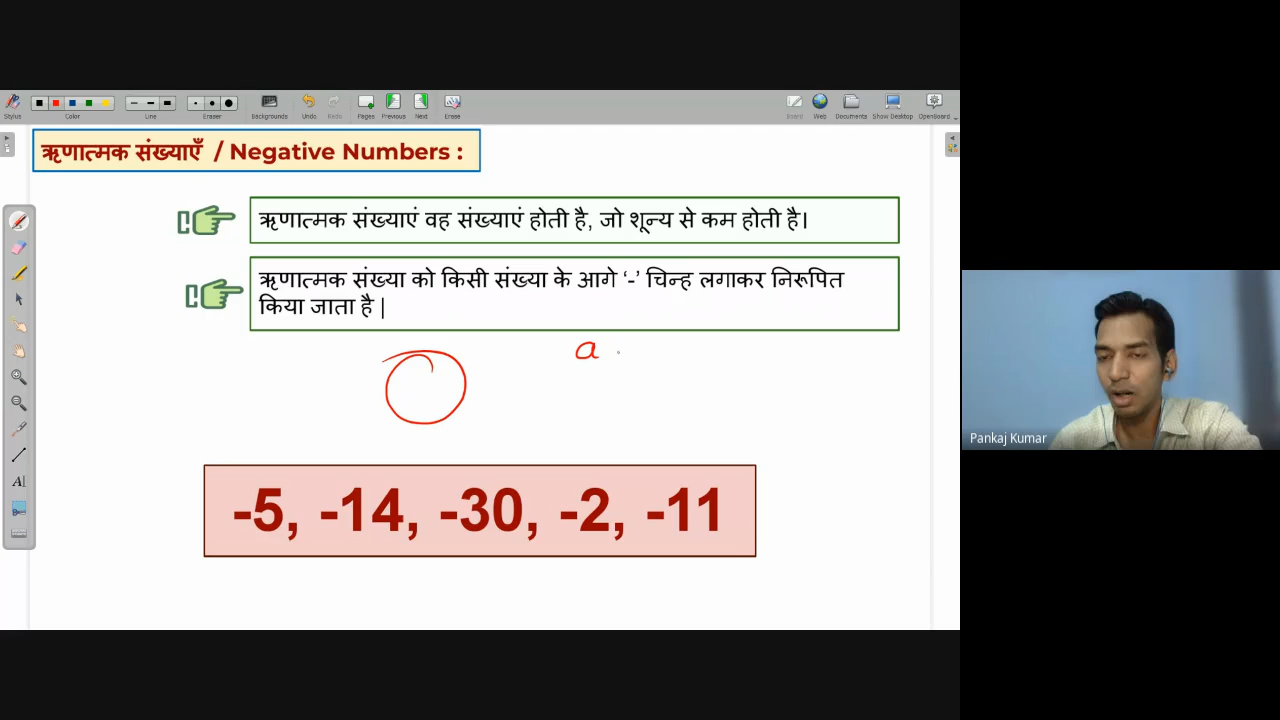 Stylus Color Line Eraser Backgrounds Undo Redo Pages Previous Next Erase Board Web Documents Show Desktop OpenBoard
ऋणात्मक संख्याएँ / Negative Numbers :
ऋणात्मक संख्याएं वह संख्याएं होती है, जो शून्य से कम होती है।
ऋणात्मक संख्या को किसी संख्या के आगे ‘-’ चिन्ह लगाकर निरूपित
किया जाता है |
a
-5, -14, -30, -2, -11
Pankaj Kumar